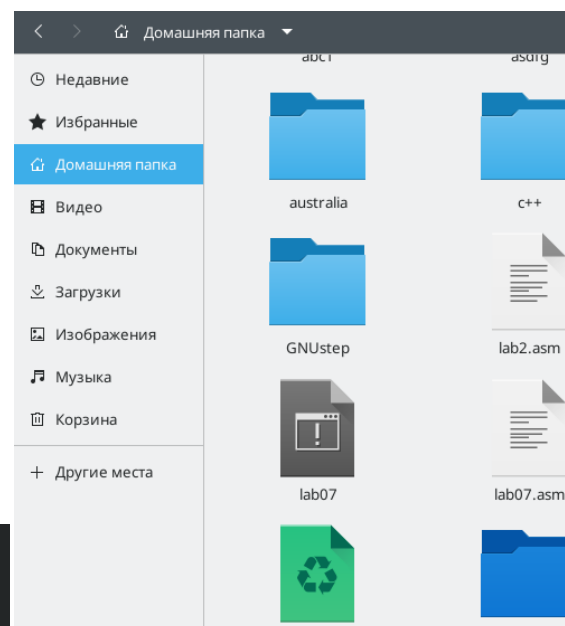 Домашняя папка
abc1
asdfg
Недавние
Избранные
Домашняя папка
Видео
australia
c++
Документы
Загрузки
Изображения
GNUstep
lab2.asm
Музыка
Корзина
Другие места
lab07
lab07.asm